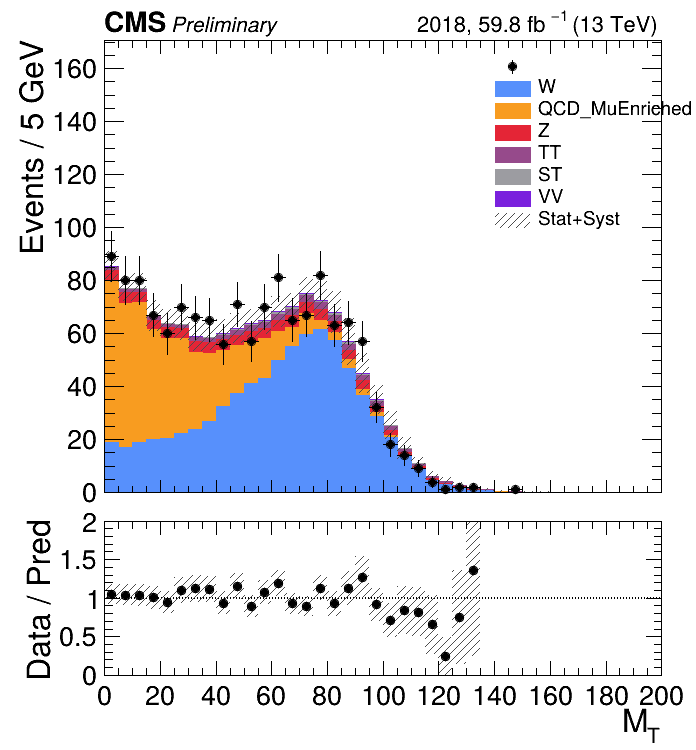 CMS Preliminary 2018, 59.8 fb⁻¹ (13 TeV)
Events / 5 GeV
160
140
120
100
80
60
40
20
0
W
QCD_MuEnriched
Z
TT
ST
VV
Stat+Syst
Data / Pred
2
1.5
1
0.5
0
0 20 40 60 80 100 120 140 160 180 200
M_T